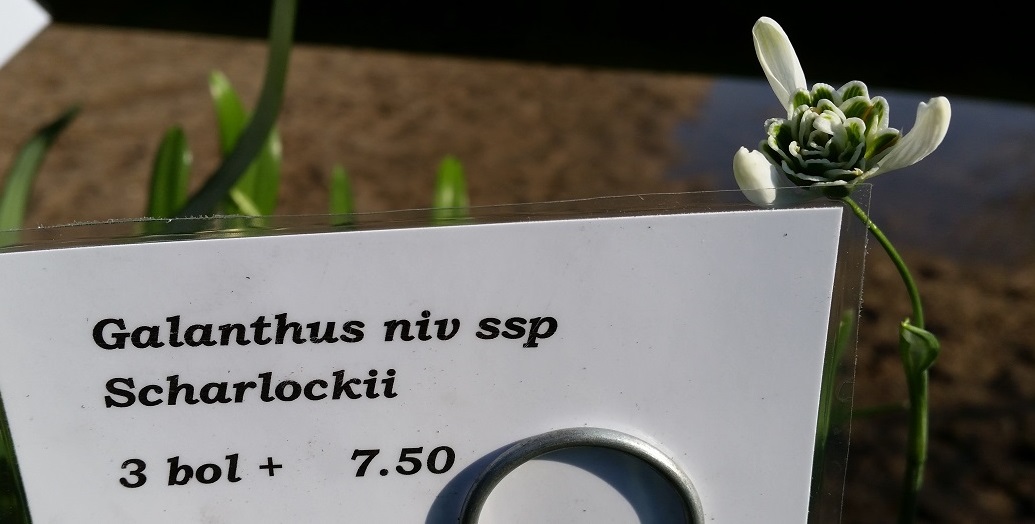 Galanthus niv ssp
Scharlockii
3 bol + 7.50